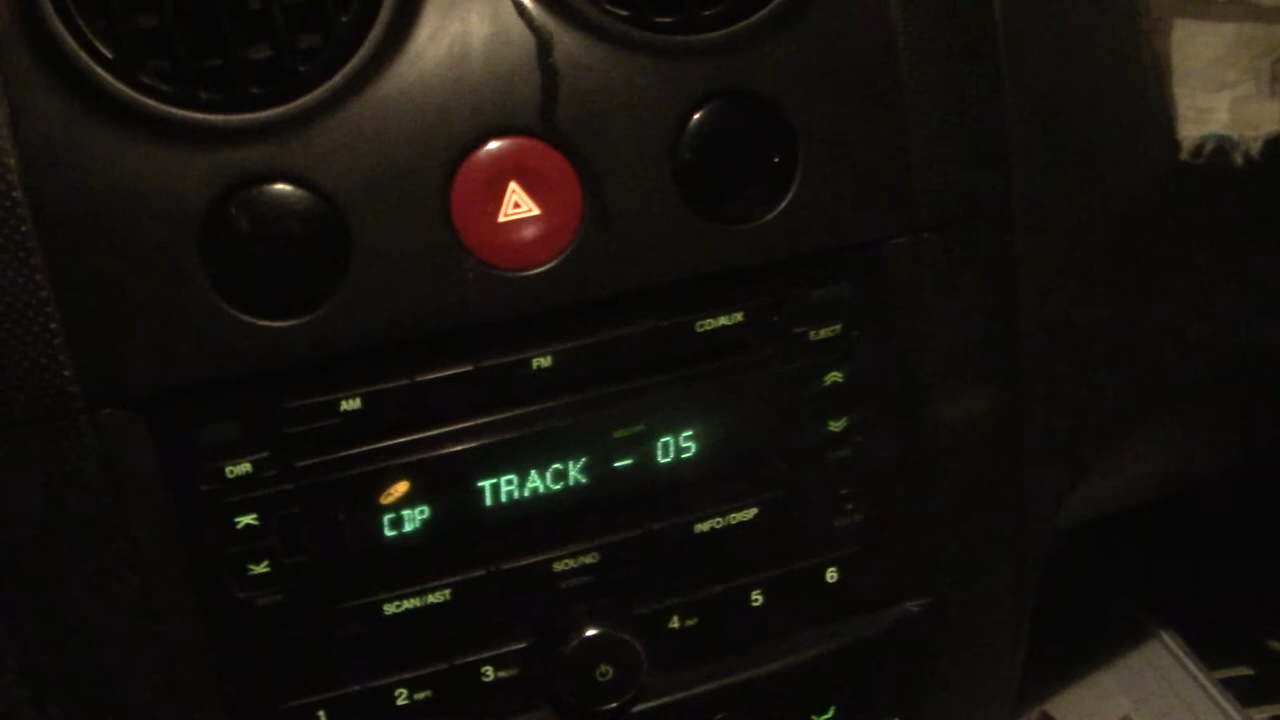 CD/AUX
EJECT
FM
AM
DIR
CDP TRACK - 05
INFO/DISP
SOUND
SCAN/AST
6
5
4
3
2
1